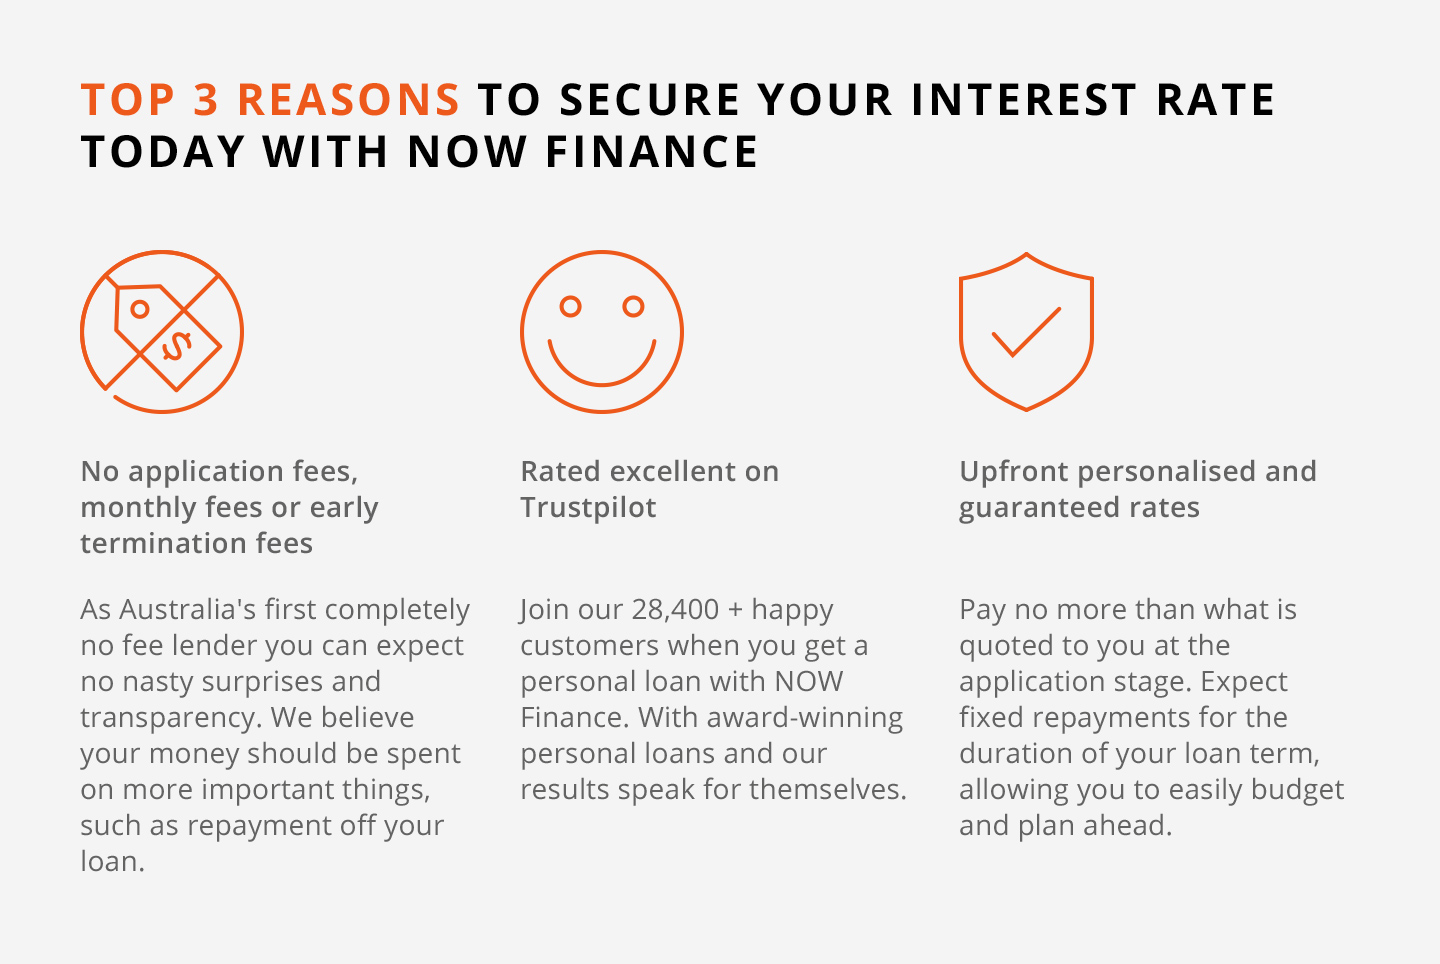 TOP 3 REASONS TO SECURE YOUR INTEREST RATE
TODAY WITH NOW FINANCE
$
No application fees,
monthly fees or early
termination fees
As Australia's first completely
no fee lender you can expect
no nasty surprises and
transparency. We believe
your money should be spent
on more important things,
such as repayment off your
loan.
Rated excellent on
Trustpilot
Join our 28,400 + happy
customers when you get a
personal loan with NOW
Finance. With award-winning
personal loans and our
results speak for themselves.
Upfront personalised and
guaranteed rates
Pay no more than what is
quoted to you at the
application stage. Expect
fixed repayments for the
duration of your loan term,
allowing you to easily budget
and plan ahead.